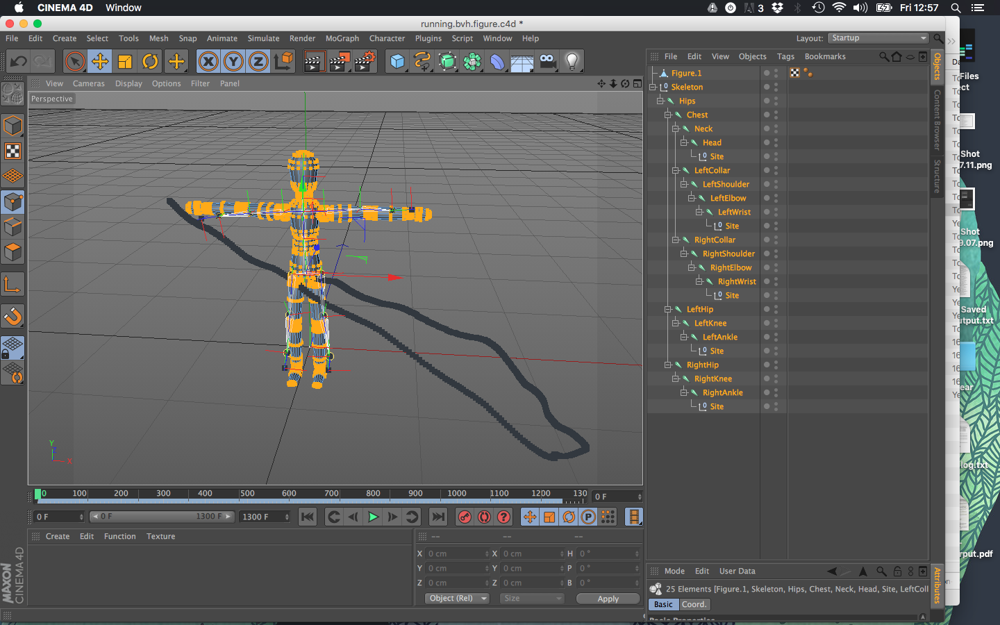 CINEMA 4D Window
3 Fri 12:57
running.bvh.figure.c4d *
File Edit Create Select Tools Mesh Snap Animate Simulate Render MoGraph Character Plugins Script Window Help
Layout: Startup
X Y Z
View Cameras Display Options Filter Panel
Perspective
Y
Z
X
0 100 200 300 400 500 600 700 800 900 1000 1100 1200 130
0 F
0 F 0 F 1300 F 1300 F
P
Create Edit Function Texture
-- -- --
X 0 cm X 0 cm H 0 °
Y 0 cm Y 0 cm P 0 °
Z 0 cm Z 0 cm B 0 °
Object (Rel) Size Apply
MAXON
CINEMA 4D
File Edit View Objects Tags Bookmarks
Figure.1
Skeleton
Hips
Chest
Neck
Head
Site
LeftCollar
LeftShoulder
LeftElbow
LeftWrist
Site
RightCollar
RightShoulder
RightElbow
RightWrist
Site
LeftHip
LeftKnee
LeftAnkle
Site
RightHip
RightKnee
RightAnkle
Site
Objects
Content Browser
Structure
Attributes
Mode Edit User Data
25 Elements [Figure.1, Skeleton, Hips, Chest, Neck, Head, Site, LeftColl
Basic Coord.
Basic Properties
Files
ect
Shot
7.11.png
Shot
9.07.png
Saved
utput.txt
ear
log.txt
rput.pdf